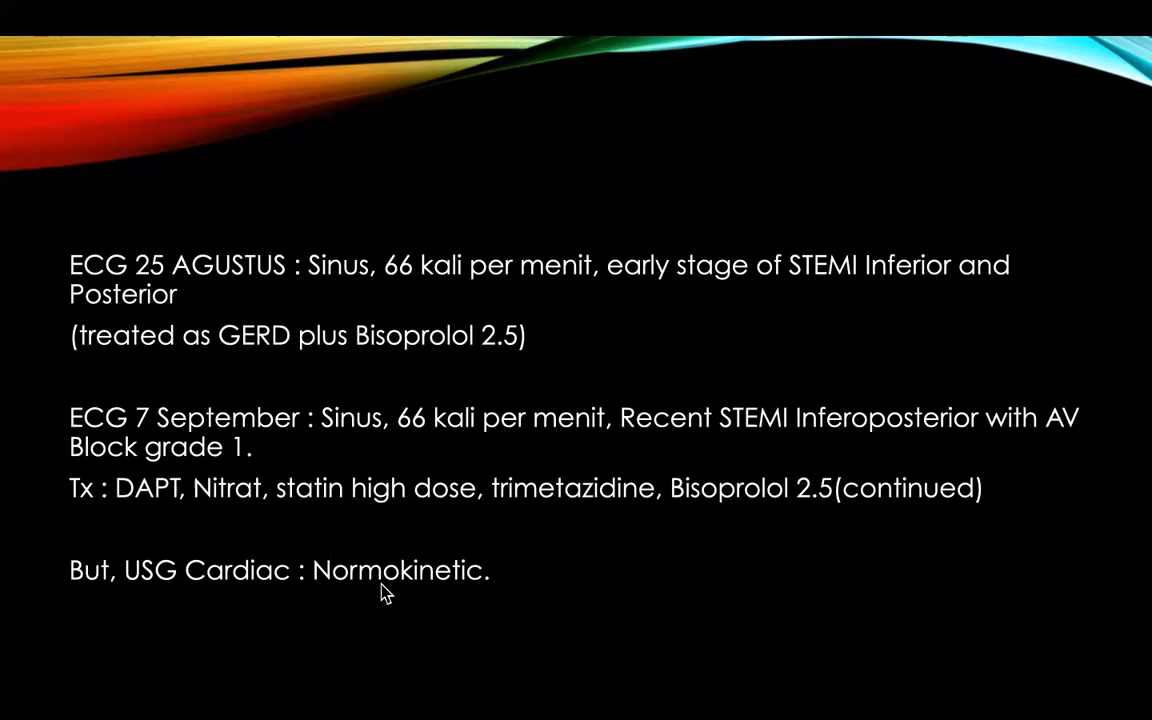 ECG 25 AGUSTUS : Sinus, 66 kali per menit, early stage of STEMI Inferior and
Posterior
(treated as GERD plus Bisoprolol 2.5)
ECG 7 September : Sinus, 66 kali per menit, Recent STEMI Inferoposterior with AV
Block grade 1.
Tx : DAPT, Nitrat, statin high dose, trimetazidine, Bisoprolol 2.5(continued)
But, USG Cardiac : Normokinetic.